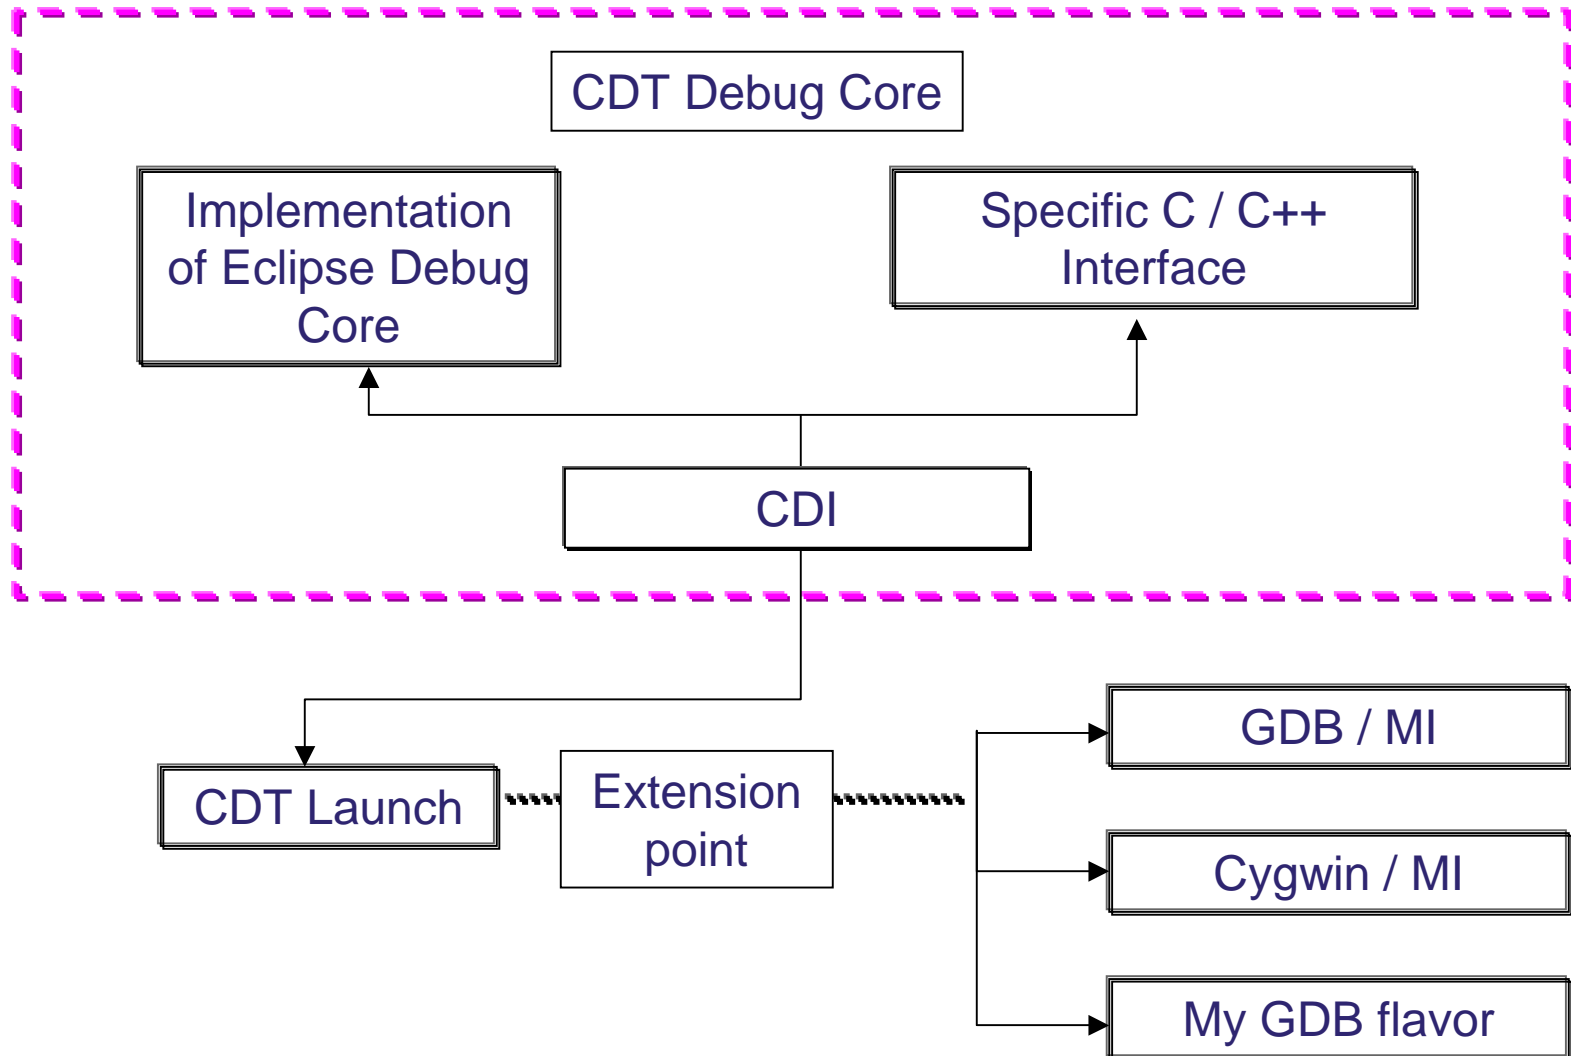 CDT Debug Core
Implementation
of Eclipse Debug
Core
Specific C / C++
Interface
CDI
CDT Launch
Extension
point
GDB / MI
Cygwin / MI
My GDB flavor